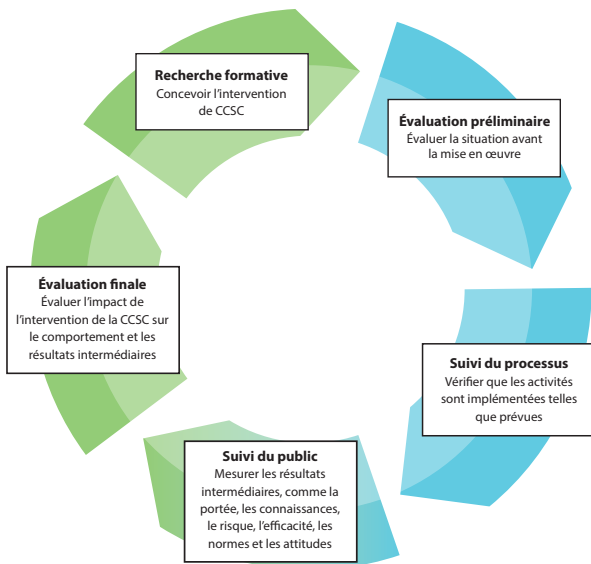 Recherche formative
Concevoir l'intervention
de CCSC
Évaluation préliminaire
Évaluer la situation avant
la mise en œuvre
Suivi du processus
Vérifier que les activités
sont implémentées telles
que prévues
Suivi du public
Mesurer les résultats
intermédiaires, comme la
portée, les connaissances,
le risque, l'efficacité, les
normes et les attitudes
Évaluation finale
Évaluer l'impact de
l'intervention de la CCSC sur
le comportement et les
résultats intermédiaires